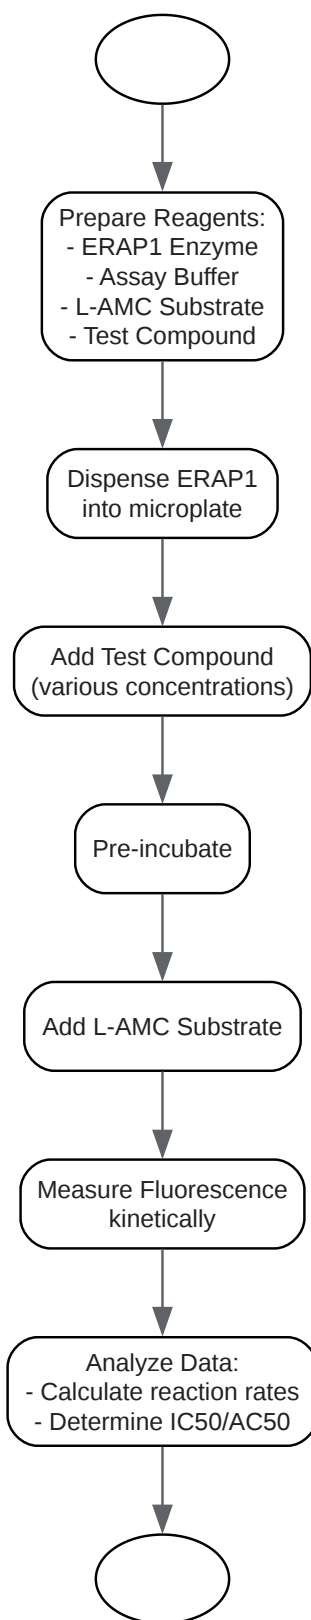 Prepare Reagents:
- ERAP1 Enzyme
- Assay Buffer
- L-AMC Substrate
- Test Compound
Dispense ERAP1
into microplate
Add Test Compound
(various concentrations)
Pre-incubate
Add L-AMC Substrate
Measure Fluorescence
kinetically
Analyze Data:
- Calculate reaction rates
- Determine IC50/AC50